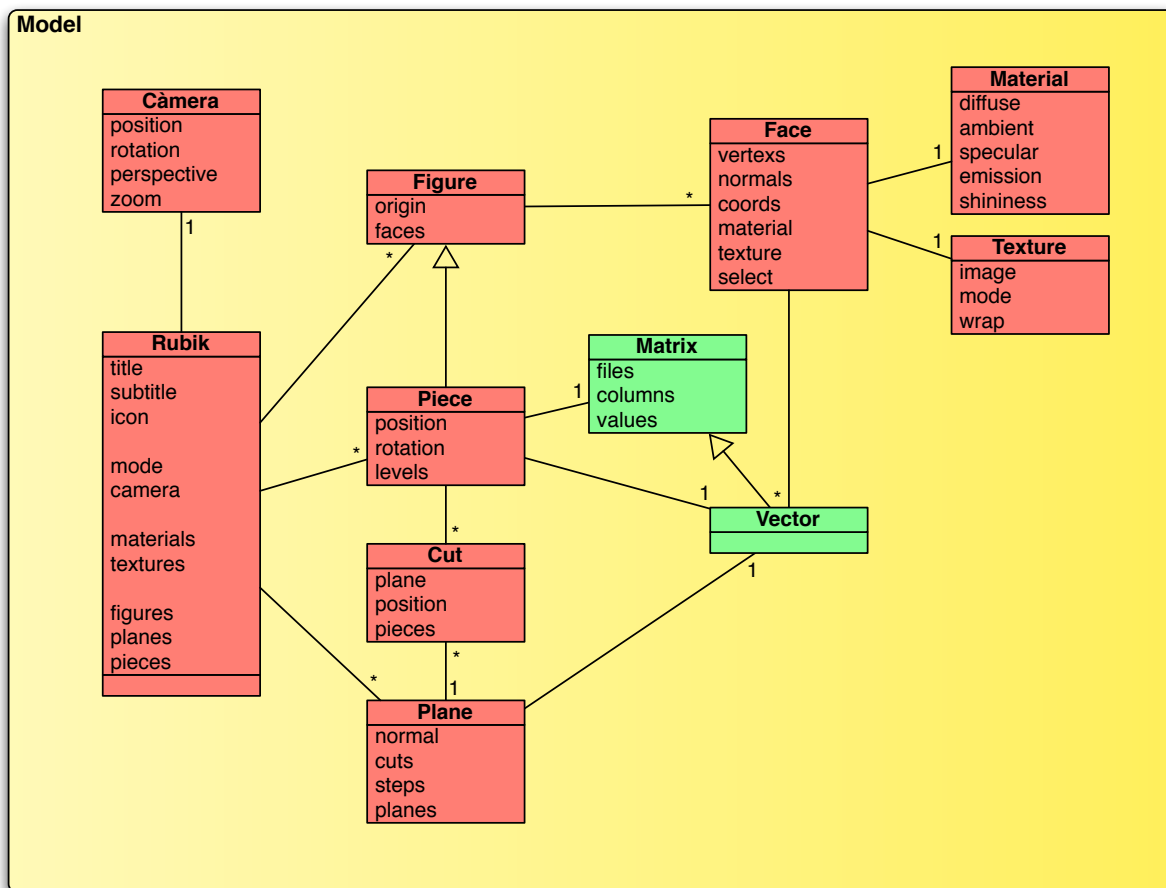 Model
Càmera
position
rotation
perspective
zoom
1
Rubik
title
subtitle
icon
mode
camera
materials
textures
figures
planes
pieces
Figure
origin
faces
*
*
Piece
position
rotation
levels
*
1
1
*
Cut
plane
position
pieces
*
1
*
Plane
normal
cuts
steps
planes
Face
vertexs
normals
coords
material
texture
select
1
1
Material
diffuse
ambient
specular
emission
shininess
Texture
image
mode
wrap
Matrix
files
columns
values
*
Vector
1